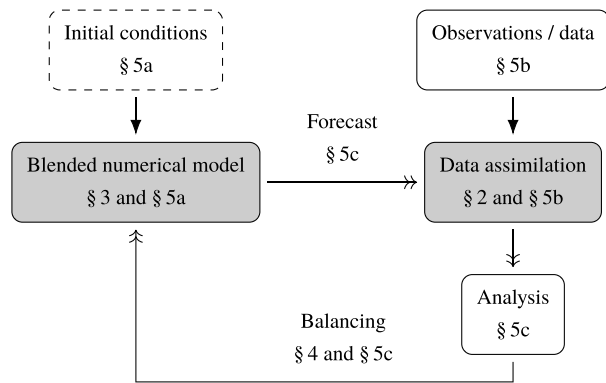 Initial conditions
§ 5a
Observations / data
§ 5b
Forecast
§ 5c
Blended numerical model
§ 3 and § 5a
Data assimilation
§ 2 and § 5b
Analysis
§ 5c
Balancing
§ 4 and § 5c